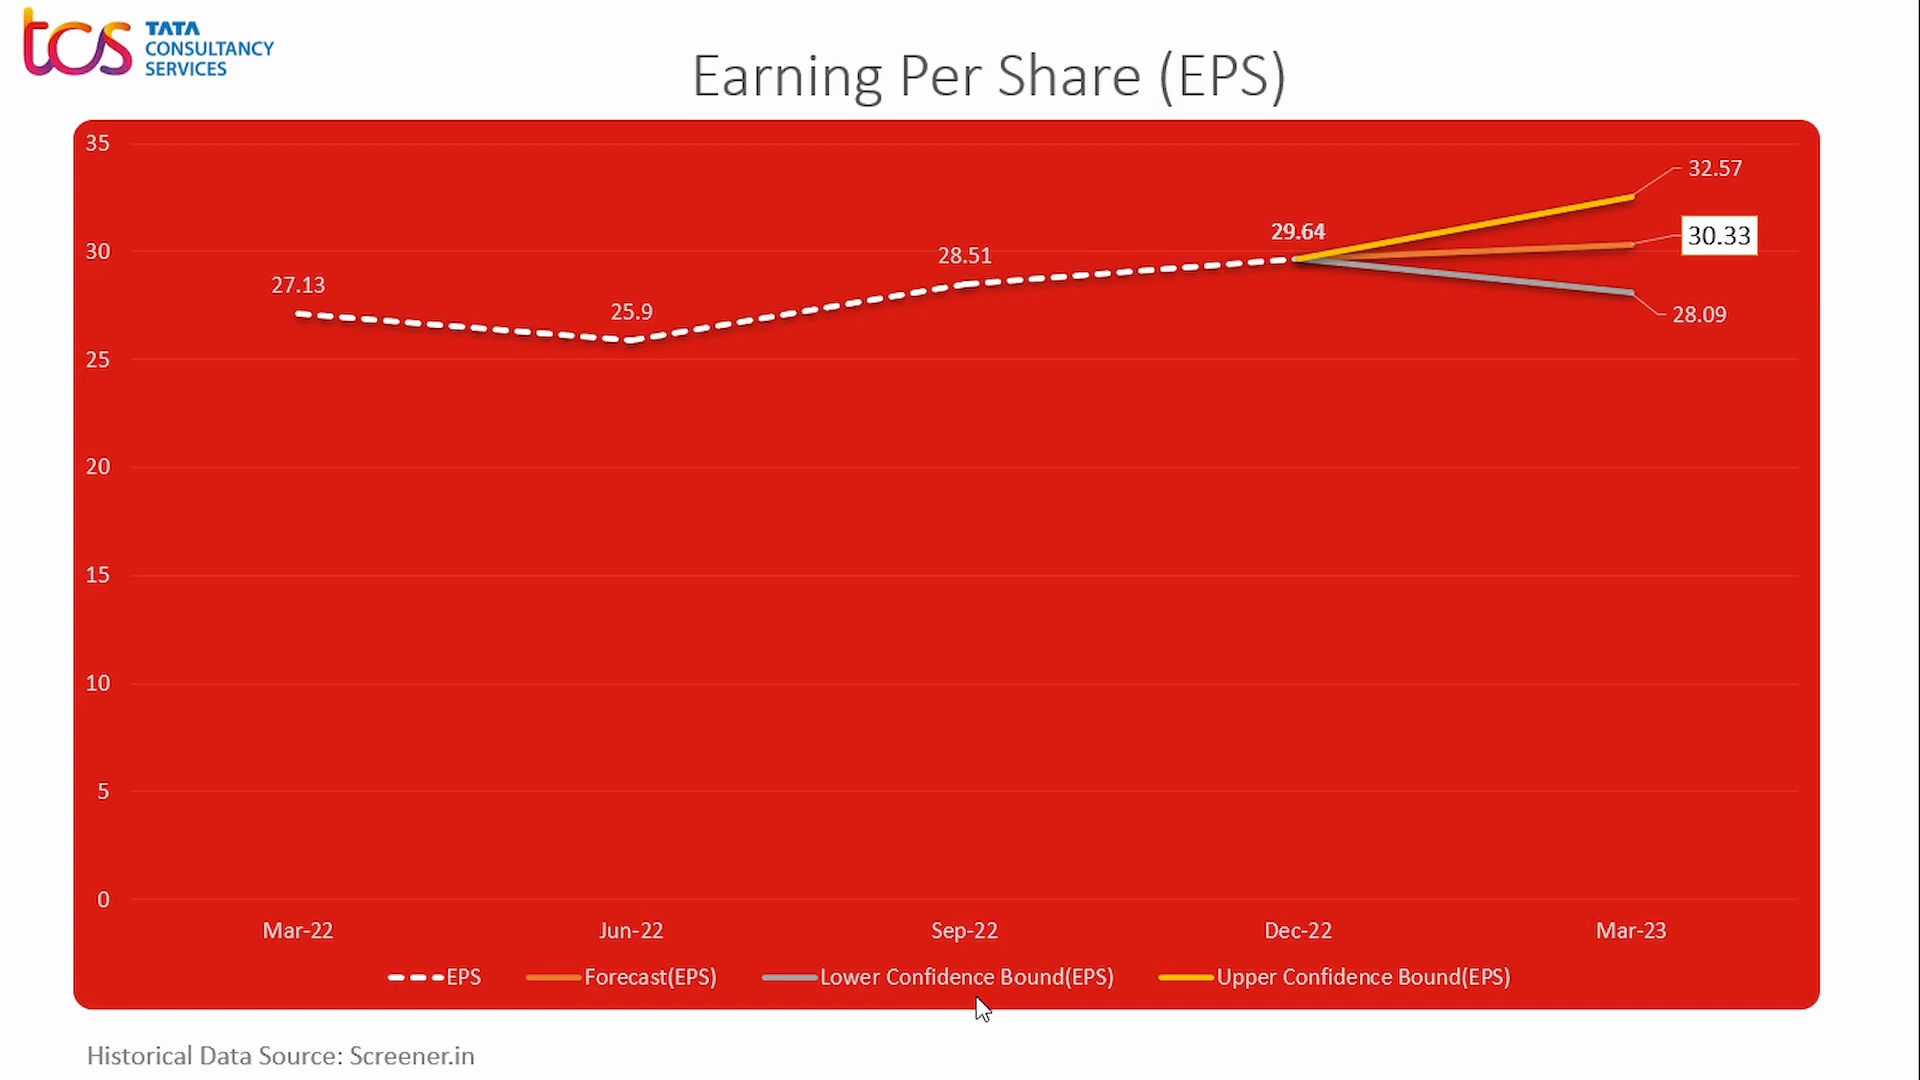 tcs TATA
CONSULTANCY
SERVICES
Earning Per Share (EPS)
35
30
25
20
15
10
5
0
27.13
25.9
28.51
29.64
32.57
30.33
28.09
Mar-22 Jun-22 Sep-22 Dec-22 Mar-23
EPS Forecast(EPS) Lower Confidence Bound(EPS) Upper Confidence Bound(EPS)
Historical Data Source: Screener.in